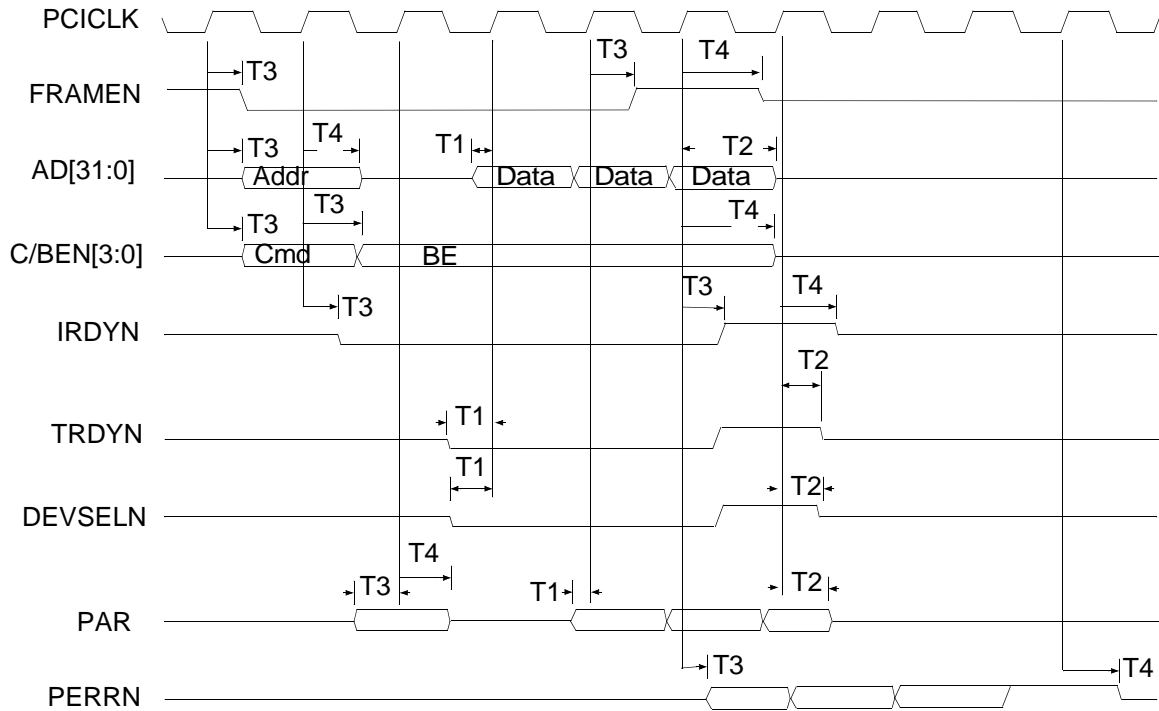 PCICLK
T3 T4
T3
FRAMEN
T3 T4 T1 T2
AD[31:0]
Addr Data Data Data
T3 T3 T4
C/BEN[3:0]
Cmd BE
T3 T3 T4
IRDYN
T2
T1
TRDYN
T1
T2
DEVSELN
T4
T3 T1 T2
PAR
T3 T4
PERRN